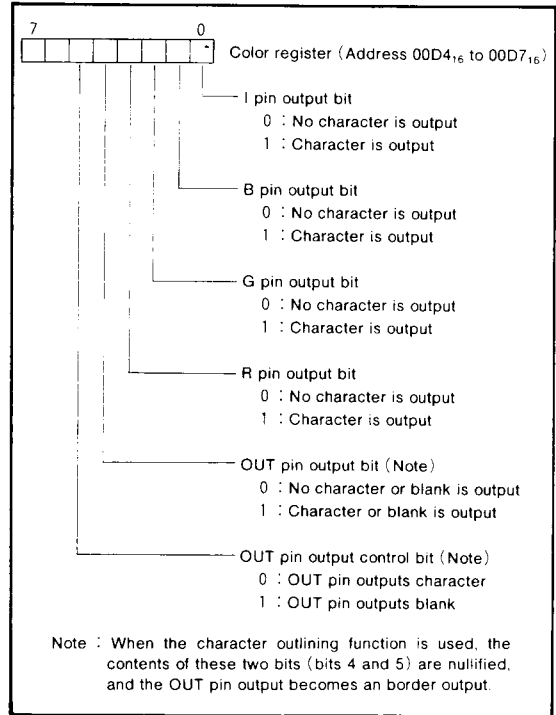 7 0
Color register (Address 00D4₁₆ to 00D7₁₆)
I pin output bit
0 : No character is output
1 : Character is output
B pin output bit
0 : No character is output
1 : Character is output
G pin output bit
0 : No character is output
1 : Character is output
R pin output bit
0 : No character is output
1 : Character is output
OUT pin output bit (Note)
0 : No character or blank is output
1 : Character or blank is output
OUT pin output control bit (Note)
0 : OUT pin outputs character
1 : OUT pin outputs blank
Note : When the character outlining function is used, the
contents of these two bits (bits 4 and 5) are nullified,
and the OUT pin output becomes an border output.